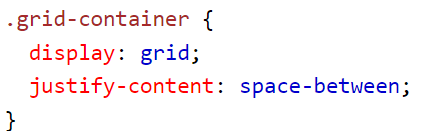 .grid-container {
  display: grid;
  justify-content: space-between;
}